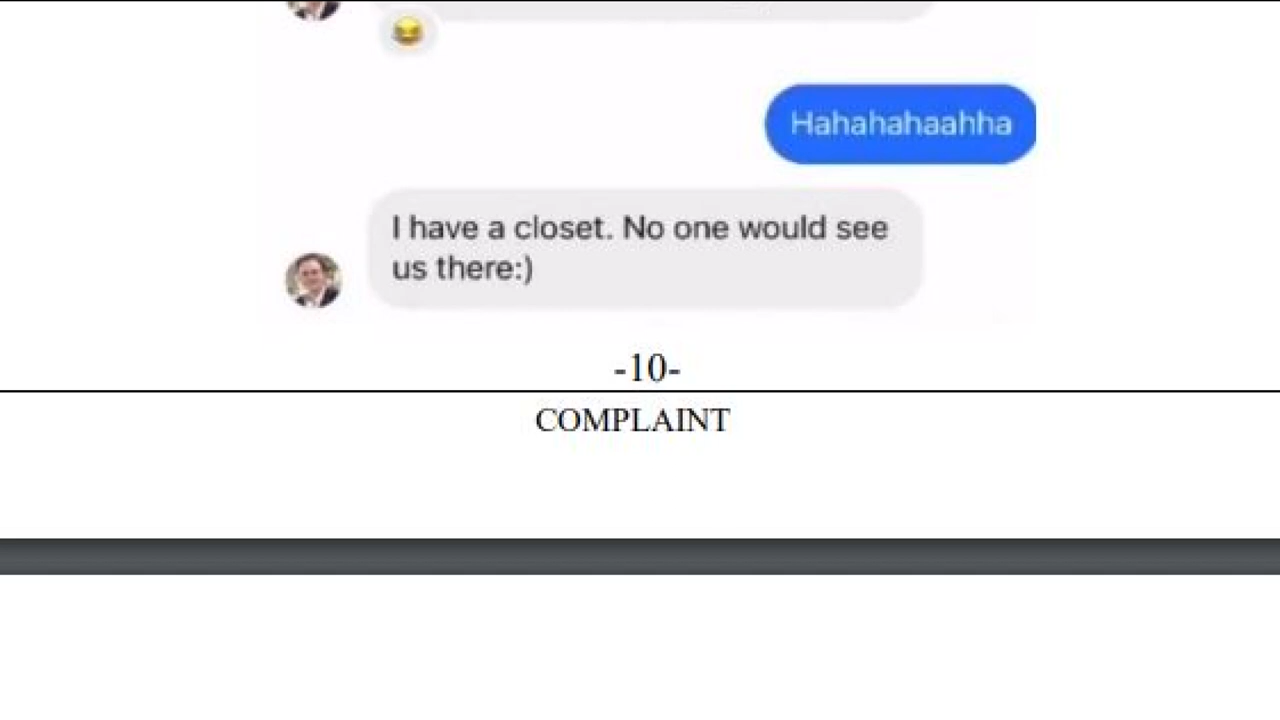 Hahahahaahha
I have a closet. No one would see
us there:)
-10-
COMPLAINT